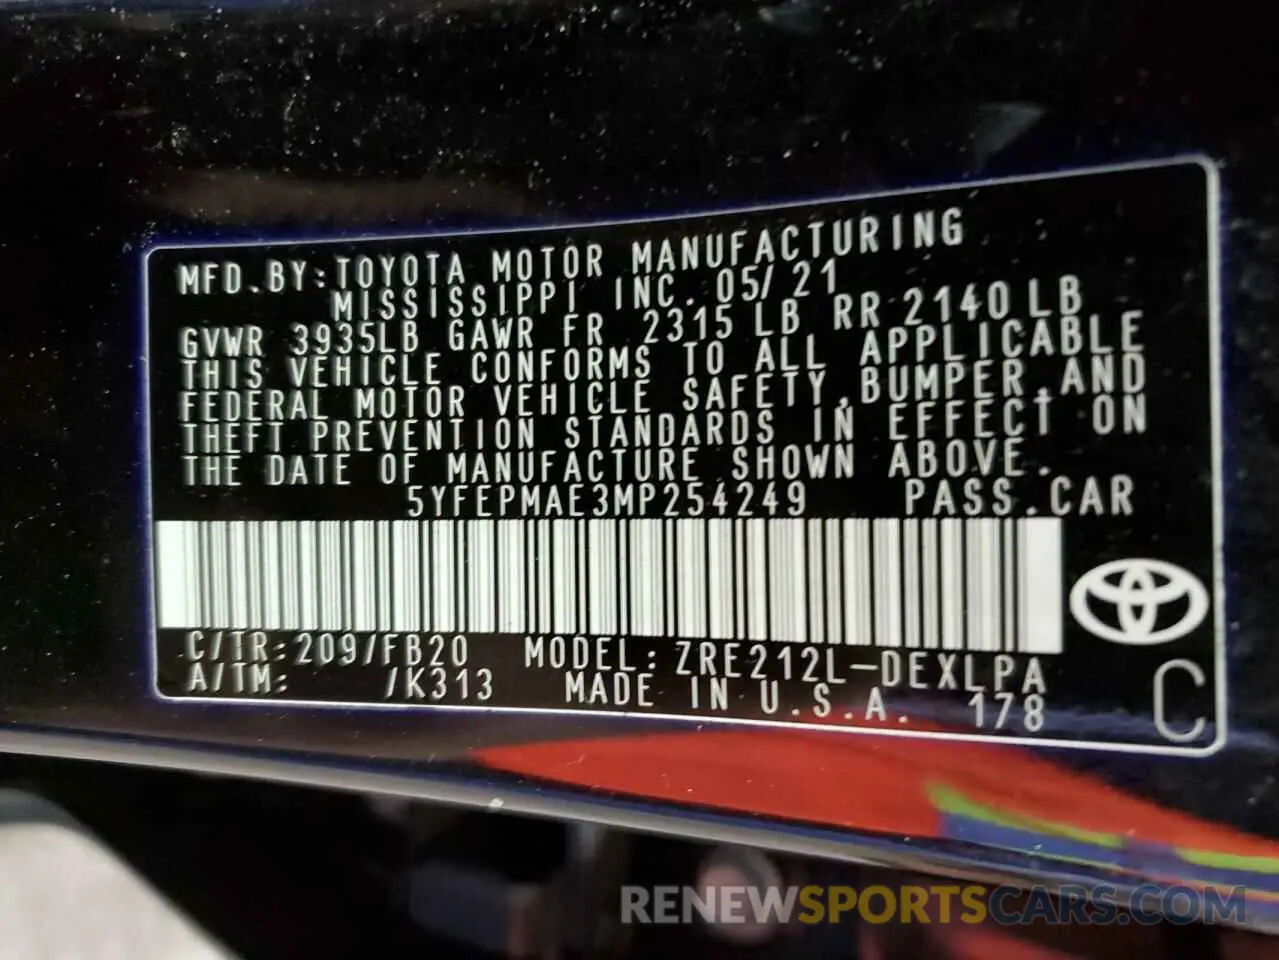 MFD.BY:TOYOTA MOTOR MANUFACTURING
MISSISSIPPI INC. 05/21
GVWR 3935LB GAWR FR 2315 LB RR 2140 LB
THIS VEHICLE CONFORMS TO ALL APPLICABLE
FEDERAL MOTOR VEHICLE SAFETY,BUMPER,AND
THEFT PREVENTION STANDARDS IN EFFECT ON
THE DATE OF MANUFACTURE SHOWN ABOVE.
5YFEPMAE3MP254249 PASS.CAR
C/TR:209/FB20 MODEL:ZRE212L-DEXLPA
A/TM: /K313 MADE IN U.S.A. 178
C
RENEWSPORTSCARS.COM